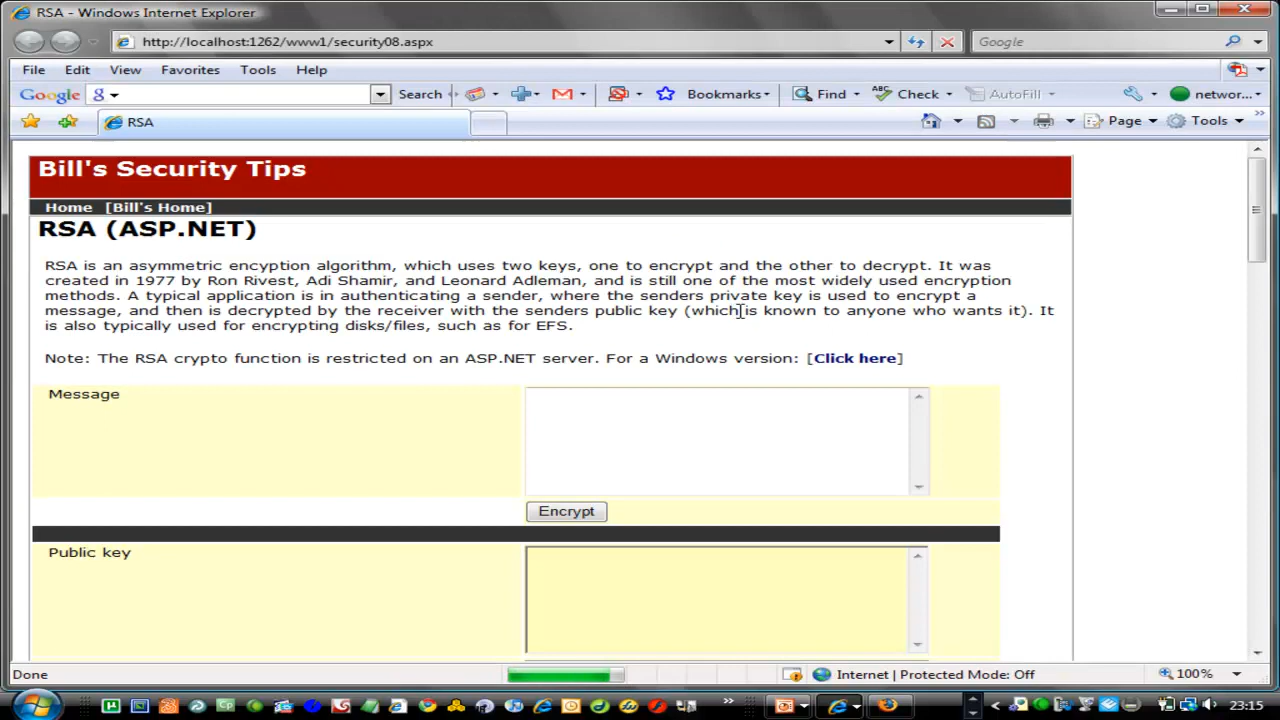 RSA - Windows Internet Explorer
http://localhost:1262/www1/security08.aspx
Google
File Edit View Favorites Tools Help
Google g Search Bookmarks Find ABC Check AutoFill networ...
RSA
Page Tools
Bill's Security Tips
Home [Bill's Home]
RSA (ASP.NET)
RSA is an asymmetric encyption algorithm, which uses two keys, one to encrypt and the other to decrypt. It was
created in 1977 by Ron Rivest, Adi Shamir, and Leonard Adleman, and is still one of the most widely used encryption
methods. A typical application is in authenticating a sender, where the senders private key is used to encrypt a
message, and then is decrypted by the receiver with the senders public key (which is known to anyone who wants it). It
is also typically used for encrypting disks/files, such as for EFS.
Note: The RSA crypto function is restricted on an ASP.NET server. For a Windows version: [Click here]
Message
Encrypt
Public key
Done
Internet | Protected Mode: Off
100%
23:15